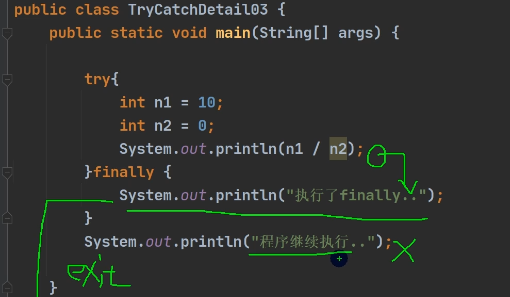 public class TryCatchDetail03 {
public static void main(String[] args) {
try{
int n1 = 10;
int n2 = 0;
System.out.println(n1 / n2);
}finally {
System.out.println("执行了finally..");
}
System.out.println("程序继续执行..");
exit
}